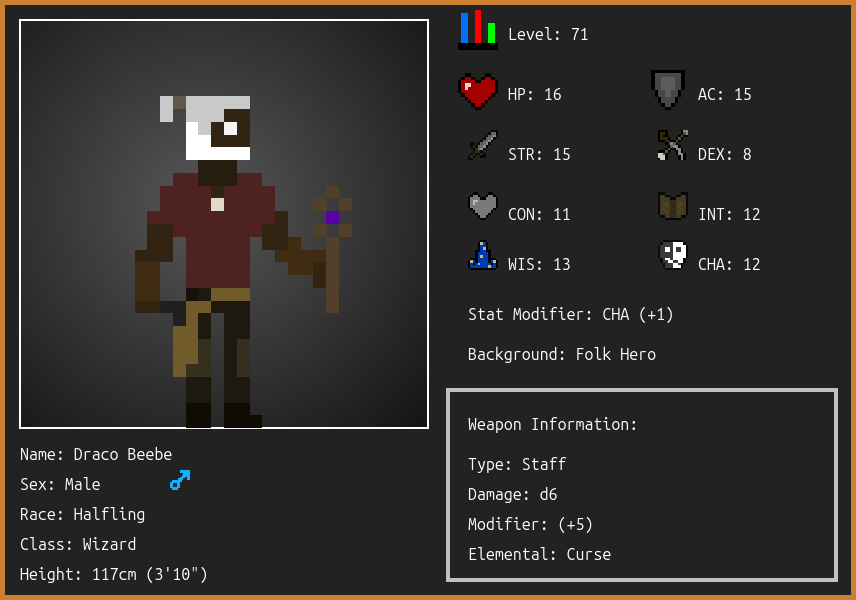 Level: 71
HP: 16
AC: 15
STR: 15
DEX: 8
CON: 11
INT: 12
WIS: 13
CHA: 12
Stat Modifier: CHA (+1)
Background: Folk Hero
Weapon Information:
Type: Staff
Damage: d6
Modifier: (+5)
Elemental: Curse
Name: Draco Beebe
Sex: Male
Race: Halfling
Class: Wizard
Height: 117cm (3'10")